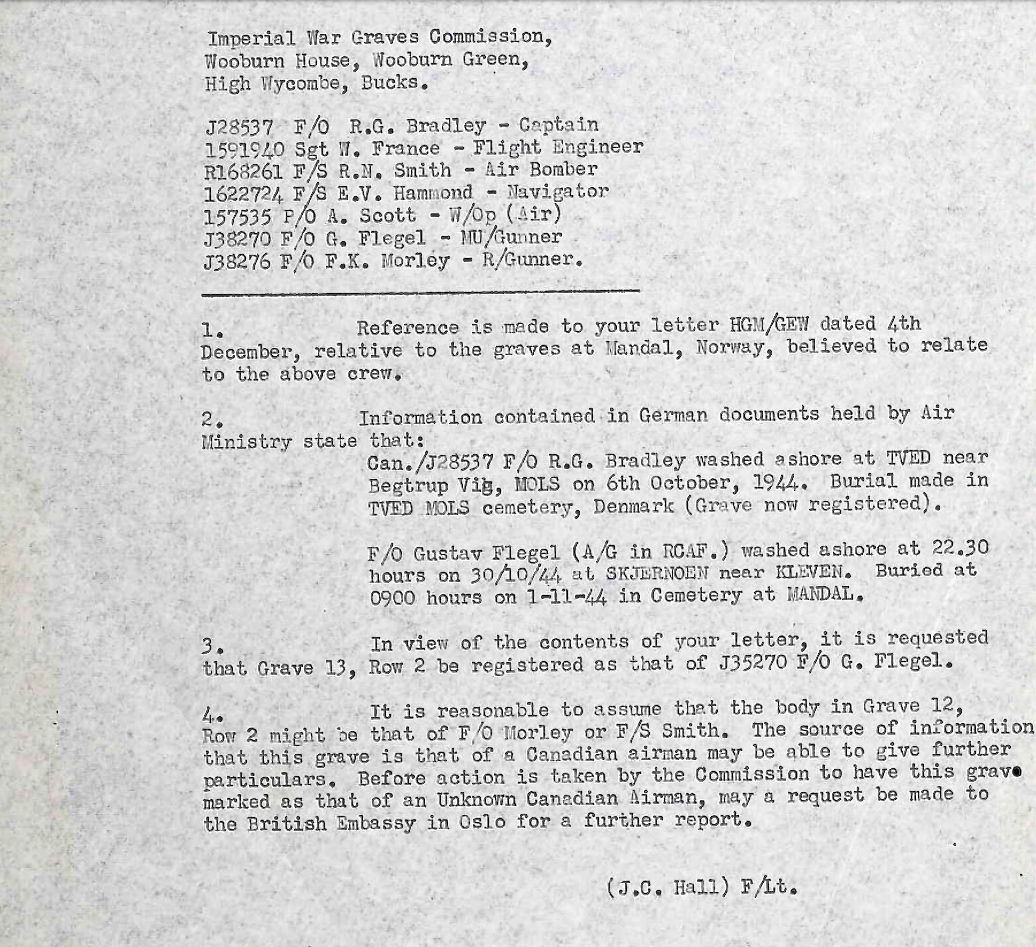 Imperial War Graves Commission,
Wooburn House, Wooburn Green,
High Wycombe, Bucks.
J28537 F/O R.G. Bradley - Captain
1591940 Sgt W. France - Flight Engineer
R168261 F/S R.N. Smith - Air Bomber
1622724 F/S E.V. Hammond - Navigator
157535 P/O A. Scott - W/Op (Air)
J38270 F/O G. Flegel - MU/Gunner
J38276 F/O F.K. Morley - R/Gunner.
1. Reference is made to your letter HGM/GEW dated 4th
December, relative to the graves at Mandal, Norway, believed to relate
to the above crew.
2. Information contained in German documents held by Air
Ministry state that:
Can./J28537 F/O R.G. Bradley washed ashore at TVED near
Begtrup Vig, MOLS on 6th October, 1944. Burial made in
TVED MOLS cemetery, Denmark (Grave now registered).
F/O Gustav Flegel (A/G in RCAF.) washed ashore at 22.30
hours on 30/10/44 at SKJERNOEN near KLEVEN. Buried at
0900 hours on 1-11-44 in Cemetery at MANDAL.
3. In view of the contents of your letter, it is requested
that Grave 13, Row 2 be registered as that of J35270 F/O G. Flegel.
4. It is reasonable to assume that the body in Grave 12,
Row 2 might be that of F/O Morley or F/S Smith. The source of information
that this grave is that of a Canadian airman may be able to give further
particulars. Before action is taken by the Commission to have this grave
marked as that of an Unknown Canadian Airman, may a request be made to
the British Embassy in Oslo for a further report.
(J.C. Hall) F/Lt.